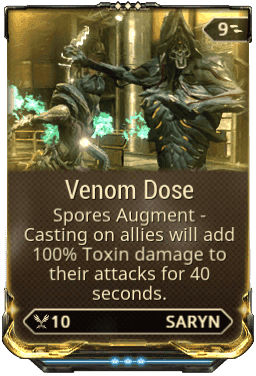 9
Venom Dose
Spores Augment -
Casting on allies will add
100% Toxin damage to
their attacks for 40
seconds.
10 SARYN